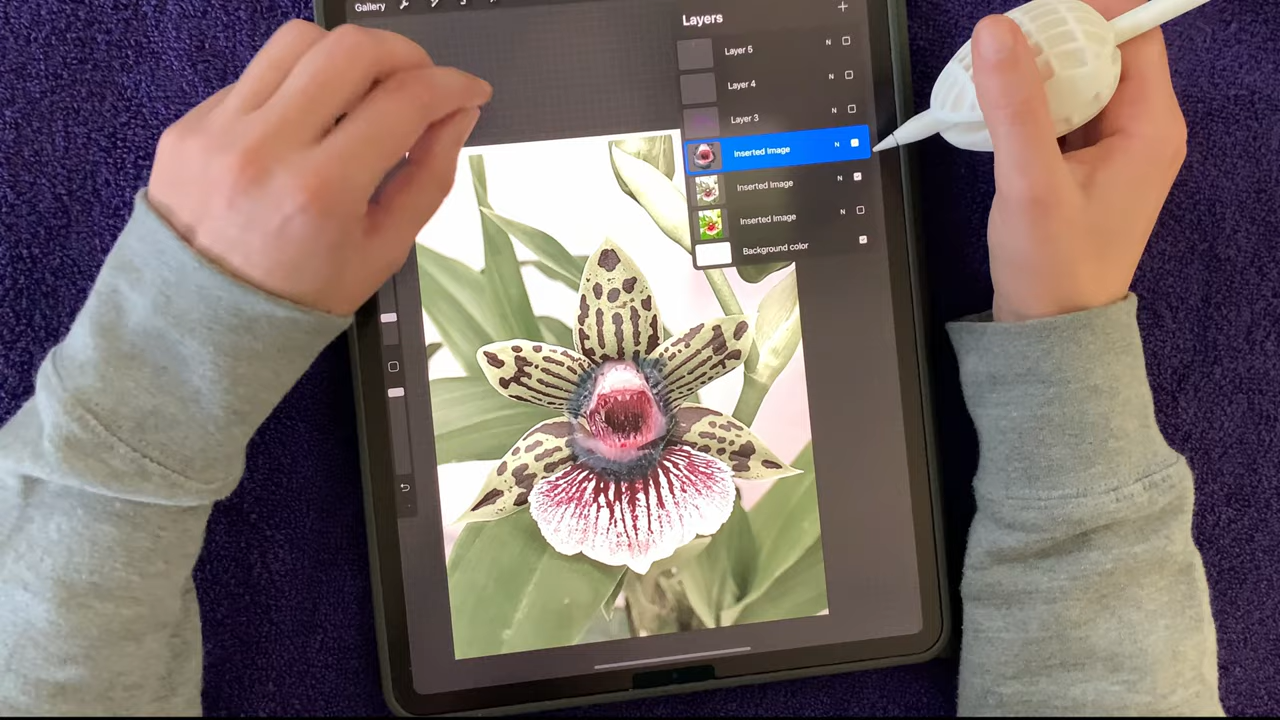 Gallery
Layers
Layer 5 N
Layer 4 N
Layer 3 N
Inserted Image N
Inserted Image N
Inserted Image N
Background color